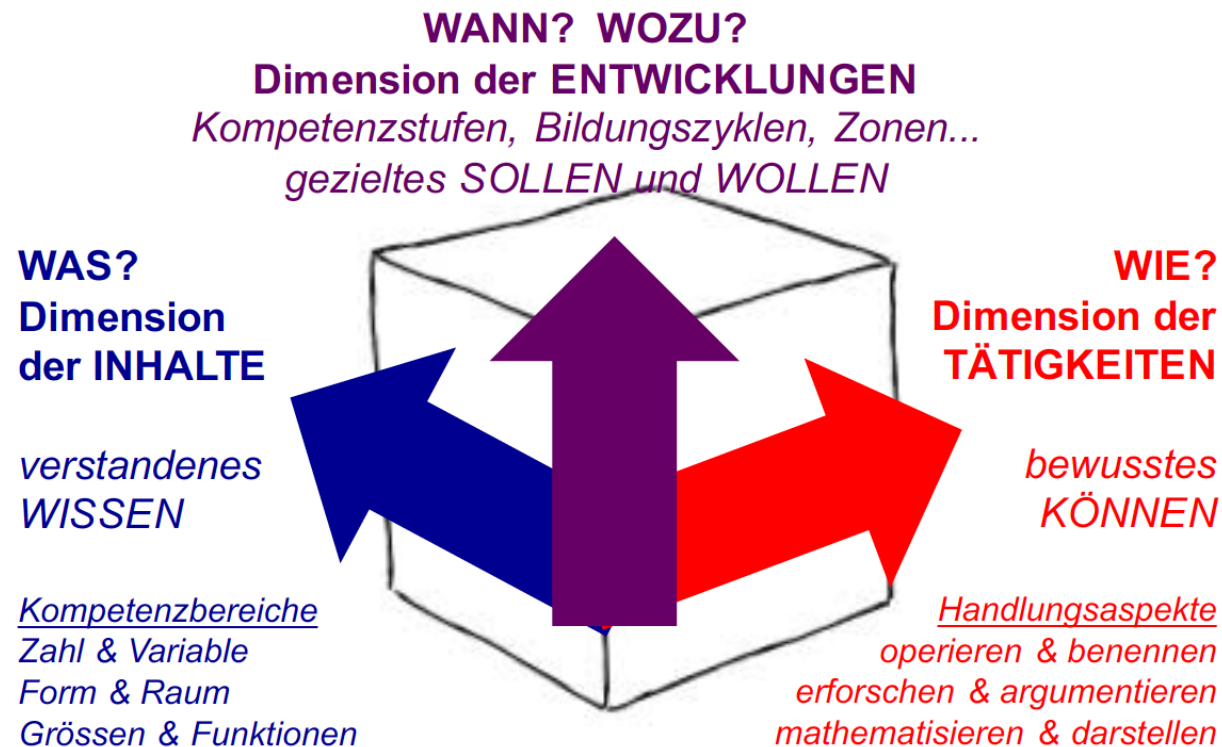 WANN? WOZU?
Dimension der ENTWICKLUNGEN
Kompetenzstufen, Bildungszyklen, Zonen...
gezieltes SOLLEN und WOLLEN
WAS?
Dimension
der INHALTE
verstandenes
WISSEN
Kompetenzbereiche
Zahl & Variable
Form & Raum
Grössen & Funktionen
WIE?
Dimension der
TÄTIGKEITEN
bewusstes
KÖNNEN
Handlungsaspekte
operieren & benennen
erforschen & argumentieren
mathematisieren & darstellen